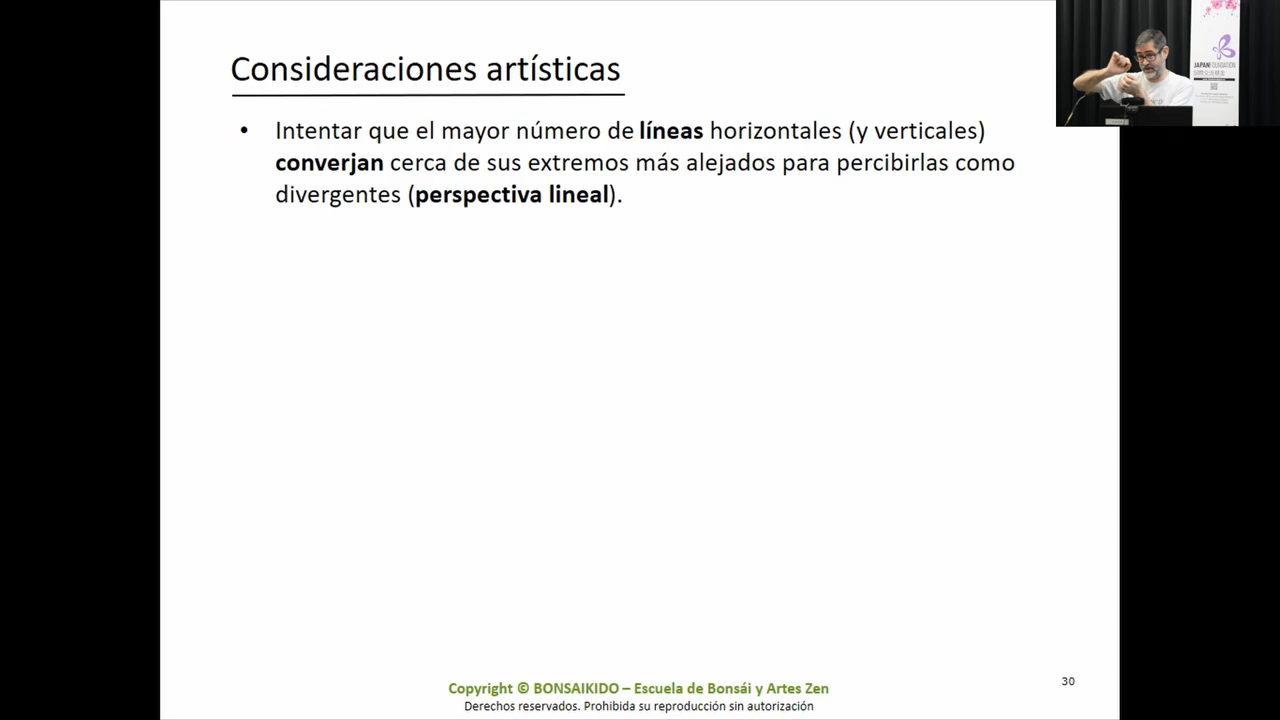 Consideraciones artísticas
• Intentar que el mayor número de líneas horizontales (y verticales)
converjan cerca de sus extremos más alejados para percibirlas como
divergentes (perspectiva lineal).
JAPANFOUNDATION
30
Copyright © BONSAIKIDO – Escuela de Bonsái y Artes Zen
Derechos reservados. Prohibida su reproducción sin autorización